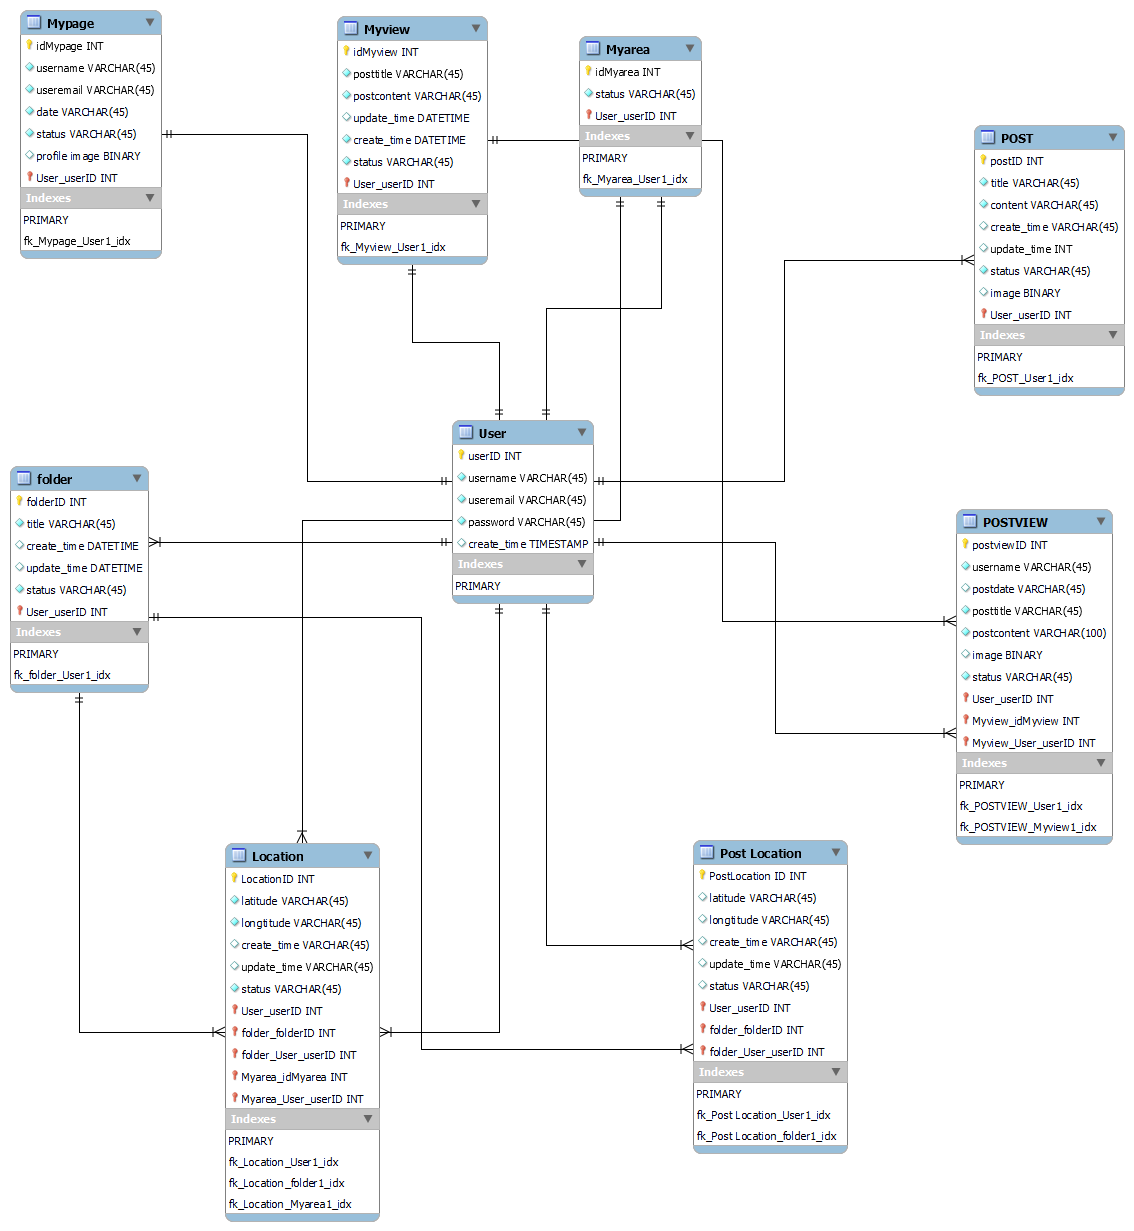 Mypage
idMypage INT
username VARCHAR(45)
useremail VARCHAR(45)
date VARCHAR(45)
status VARCHAR(45)
profile image BINARY
User_userID INT
Indexes
PRIMARY
fk_Mypage_User1_idx
Myview
idMyview INT
posttitle VARCHAR(45)
postcontent VARCHAR(45)
update_time DATETIME
create_time DATETIME
status VARCHAR(45)
User_userID INT
Indexes
PRIMARY
fk_Myview_User1_idx
Myarea
idMyarea INT
status VARCHAR(45)
User_userID INT
Indexes
PRIMARY
fk_Myarea_User1_idx
POST
postID INT
title VARCHAR(45)
content VARCHAR(45)
create_time VARCHAR(45)
update_time INT
status VARCHAR(45)
image BINARY
User_userID INT
Indexes
PRIMARY
fk_POST_User1_idx
User
userID INT
username VARCHAR(45)
useremail VARCHAR(45)
password VARCHAR(45)
create_time TIMESTAMP
Indexes
PRIMARY
folder
folderID INT
title VARCHAR(45)
create_time DATETIME
update_time DATETIME
status VARCHAR(45)
User_userID INT
Indexes
PRIMARY
fk_folder_User1_idx
POSTVIEW
postviewID INT
username VARCHAR(45)
postdate VARCHAR(45)
posttitle VARCHAR(45)
postcontent VARCHAR(100)
image BINARY
status VARCHAR(45)
User_userID INT
Myview_idMyview INT
Myview_User_userID INT
Indexes
PRIMARY
fk_POSTVIEW_User1_idx
fk_POSTVIEW_Myview1_idx
Location
LocationID INT
latitude VARCHAR(45)
longtitude VARCHAR(45)
create_time VARCHAR(45)
update_time VARCHAR(45)
status VARCHAR(45)
User_userID INT
folder_folderID INT
folder_User_userID INT
Myarea_idMyarea INT
Myarea_User_userID INT
Indexes
PRIMARY
fk_Location_User1_idx
fk_Location_folder1_idx
fk_Location_Myarea1_idx
Post Location
PostLocation ID INT
latitude VARCHAR(45)
longtitude VARCHAR(45)
create_time VARCHAR(45)
update_time VARCHAR(45)
status VARCHAR(45)
User_userID INT
folder_folderID INT
folder_User_userID INT
Indexes
PRIMARY
fk_Post Location_User1_idx
fk_Post Location_folder1_idx